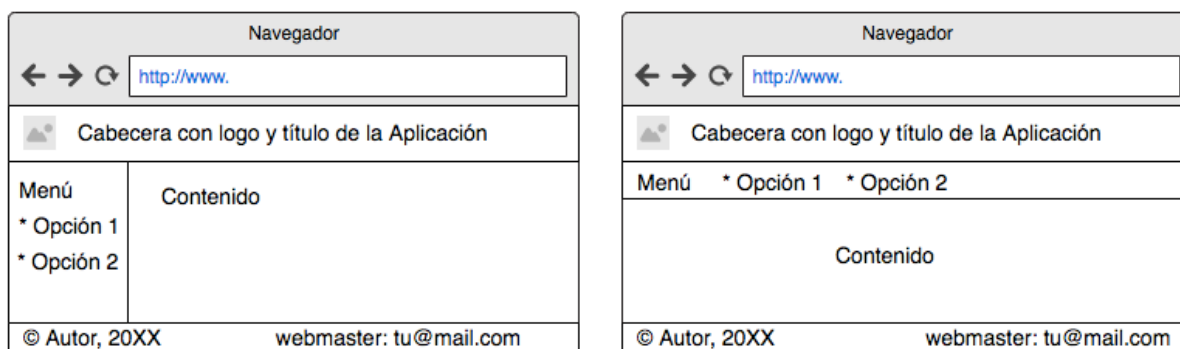 Navegador
http://www.
Cabecera con logo y título de la Aplicación
Menú
* Opción 1
* Opción 2
Contenido
© Autor, 20XX webmaster: tu@mail.com
Navegador
http://www.
Cabecera con logo y título de la Aplicación
Menú * Opción 1 * Opción 2
Contenido
© Autor, 20XX webmaster: tu@mail.com